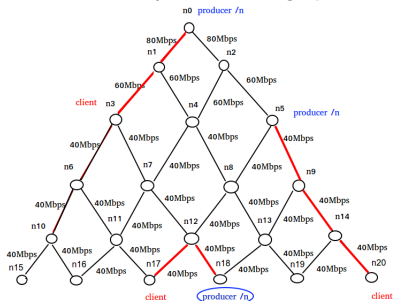 n0 producer /n
80Mbps 80Mbps
n1 n2
60Mbps 60Mbps 60Mbps 60Mbps
client n3 n4 n5 producer /n
40Mbps 40Mbps 40Mbps 40Mbps 40Mbps 40Mbps
n6 n7 n8 n9
40Mbps 40Mbps 40Mbps 40Mbps 40Mbps 40Mbps 40Mbps 40Mbps
n10 n11 n12 n13 n14
40Mbps 40Mbps 40Mbps 40Mbps 40Mbps 40Mbps 40Mbps 40Mbps 40Mbps
n15 n16 n17 n18 n19 n20
client producer /n client